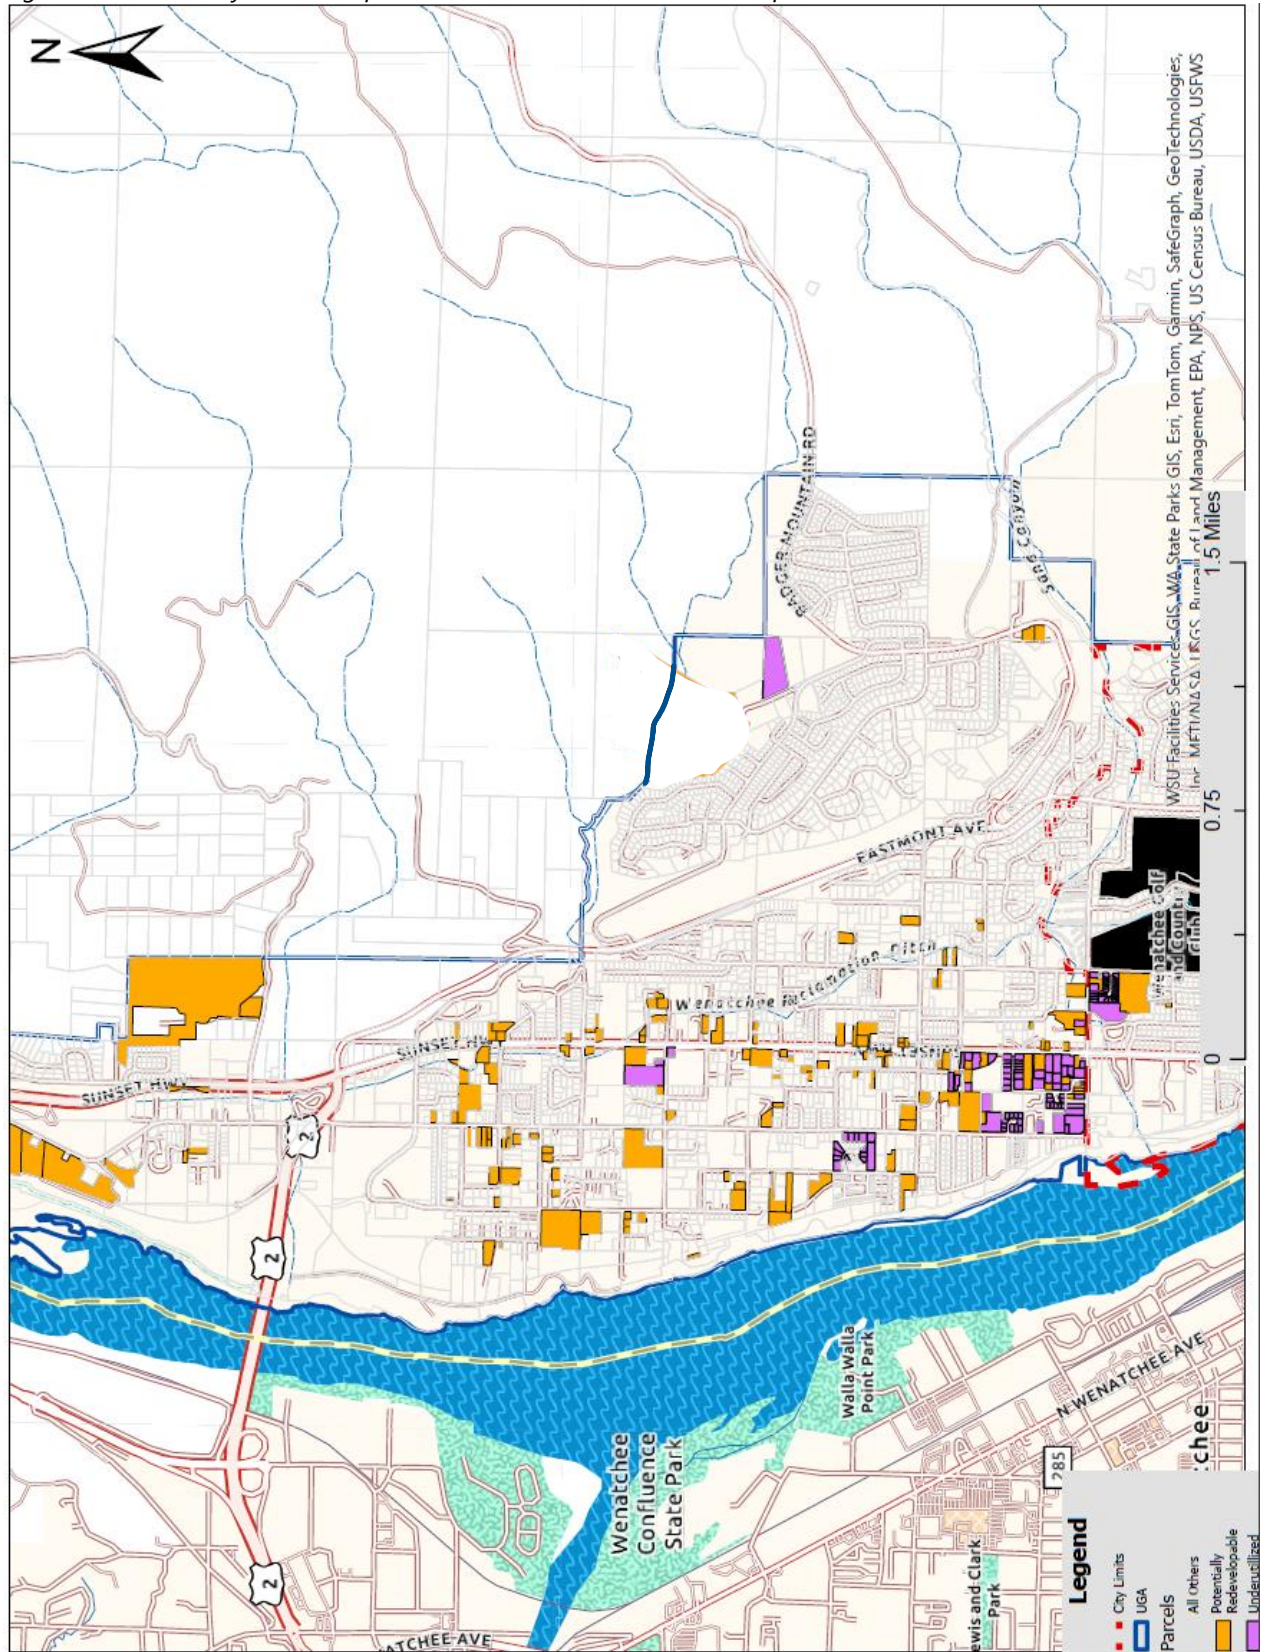 N
WSU Facilities Services GIS, WA State Parks GIS, Esri, TomTom, Garmin, SafeGraph, GeoTechnologies,
Inc, METI/NASA, USGS, Bureau of Land Management, EPA, NPS, US Census Bureau, USDA, USFWS
BADGER MOUNTAIN RD
Sand Canyon
EASTMONT AVE
Wenatchee Reclamation Ditch
SUNSET HWY
SUNSET HWY
SUNSET HWY
Wenatchee Golf
and Country
Club
2
2
2
285
Walla Walla
Point Park
Wenatchee
Confluence
State Park
N WENATCHEE AVE
ATCHEE AVE
ewis and Clark
Park
chee
0
0.75
1.5 Miles
Legend
City Limits
UGA
Parcels
All Others
Potentially
Redevelopable
Underutilized